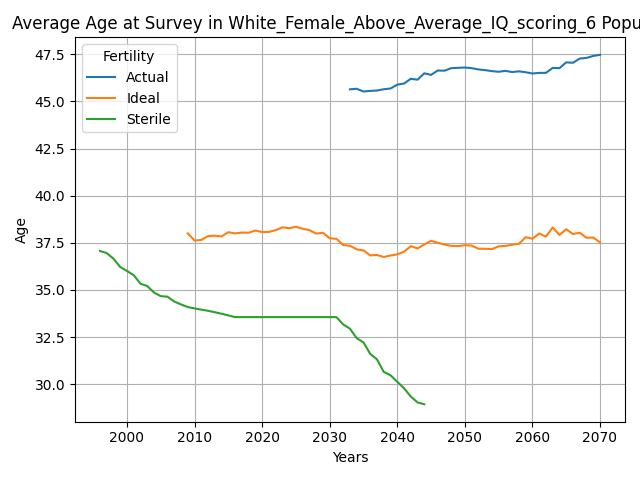 Average Age at Survey in White_Female_Above_Average_IQ_scoring_6 Popu
Fertility
Actual
Ideal
Sterile
Age
47.5
45.0
42.5
40.0
37.5
35.0
32.5
30.0
2000 2010 2020 2030 2040 2050 2060 2070
Years